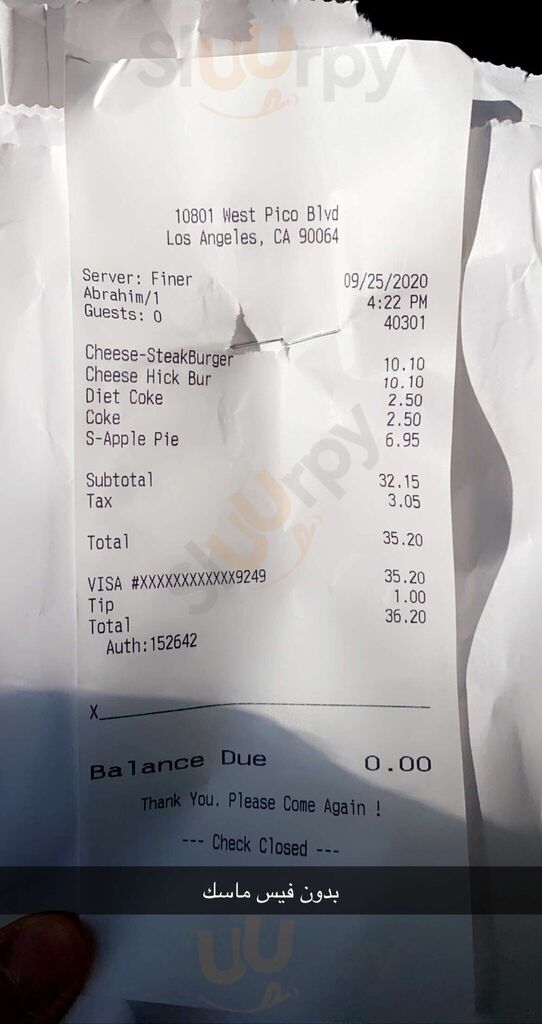 Sluurpy
10801 West Pico Blvd
Los Angeles, CA 90064
Server: Finer 09/25/2020
Abrahim/1 4:22 PM
Guests: 0 40301
Cheese-SteakBurger 10.10
Cheese Hick Bur 10.10
Diet Coke 2.50
Coke 2.50
S-Apple Pie 6.95
Sluurpy
Subtotal 32.15
Tax 3.05
Total 35.20
VISA #XXXXXXXXXXXX9249 35.20
Tip 1.00
Total 36.20
Auth:152642
X
Balance Due 0.00
Thank You. Please Come Again !
--- Check Closed ---
بدون فيس ماسك
Sluurpy